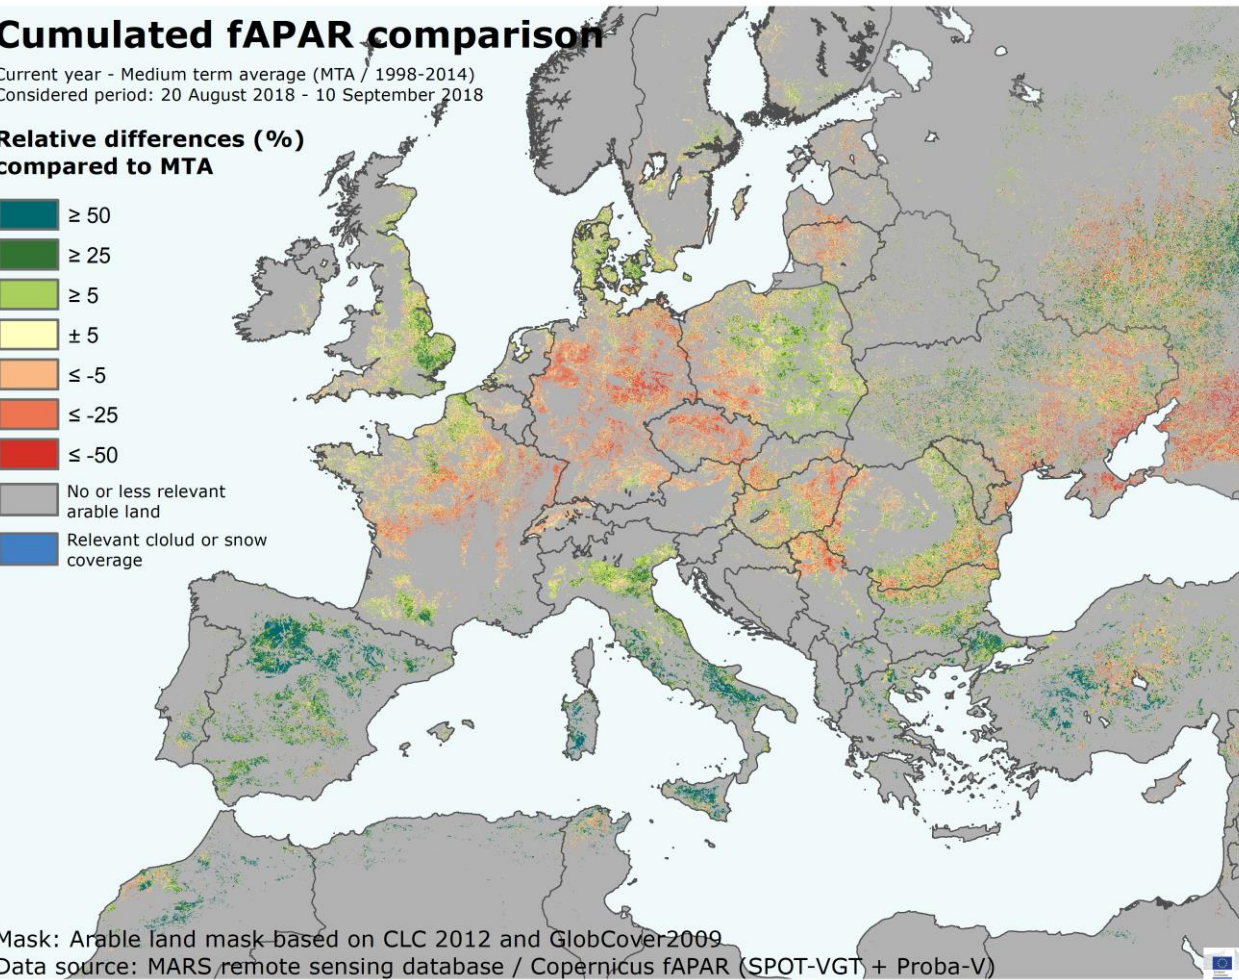 Cumulated fAPAR comparison
Current year - Medium term average (MTA / 1998-2014)
Considered period: 20 August 2018 - 10 September 2018
Relative differences (%)
compared to MTA
≥ 50
≥ 25
≥ 5
± 5
≤ -5
≤ -25
≤ -50
No or less relevant
arable land
Relevant clolud or snow
coverage
Mask: Arable land mask based on CLC 2012 and GlobCover2009
Data source: MARS remote sensing database / Copernicus fAPAR (SPOT-VGT + Proba-V)